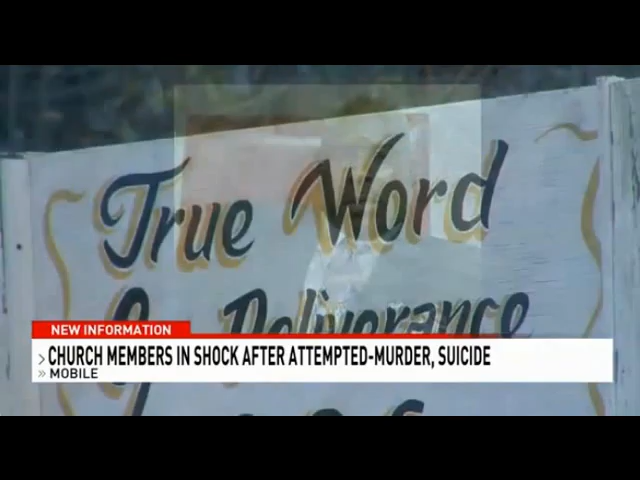 True Word
& Deliverance
NEW INFORMATION
CHURCH MEMBERS IN SHOCK AFTER ATTEMPTED-MURDER, SUICIDE
MOBILE